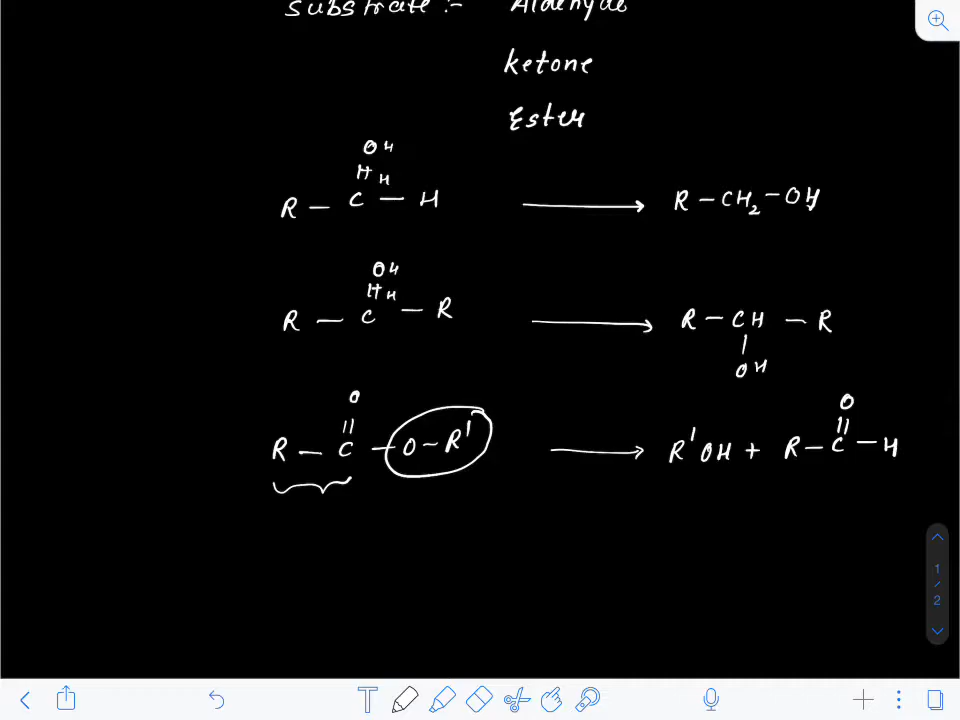 Substrate :- Aldehyde
ketone
Ester
OH
H H
R - C - H → R - CH2 - OH
OH
H H
R - C - R → R - CH - R
OH
O O
R - C - O - R' → R'OH + R - C - H
1 / 2
T